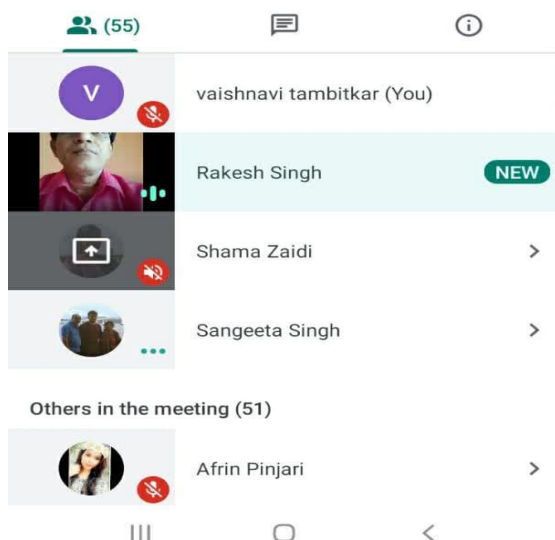 (55)
V
vaishnavi tambitkar (You)
Rakesh Singh
NEW
Shama Zaidi
Sangeeta Singh
Others in the meeting (51)
Afrin Pinjari